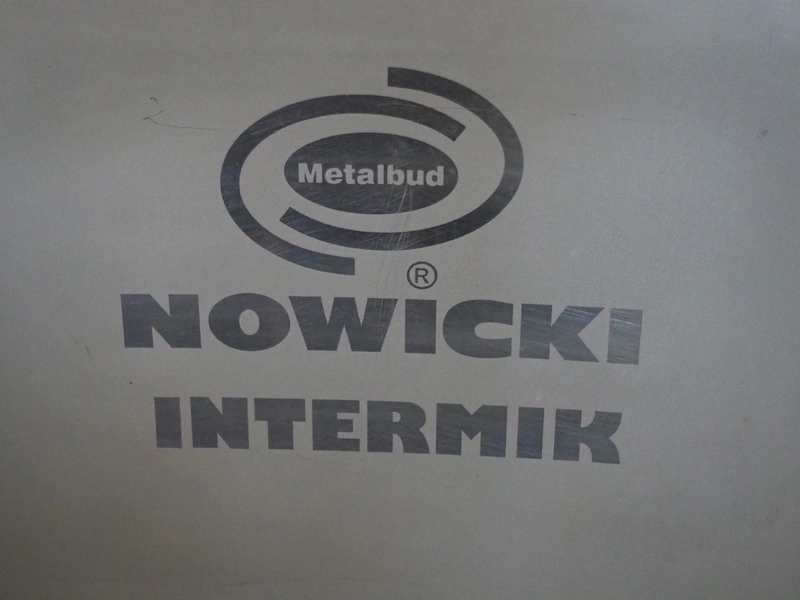 Metalbud
®
NOWICKI
INTERMIK